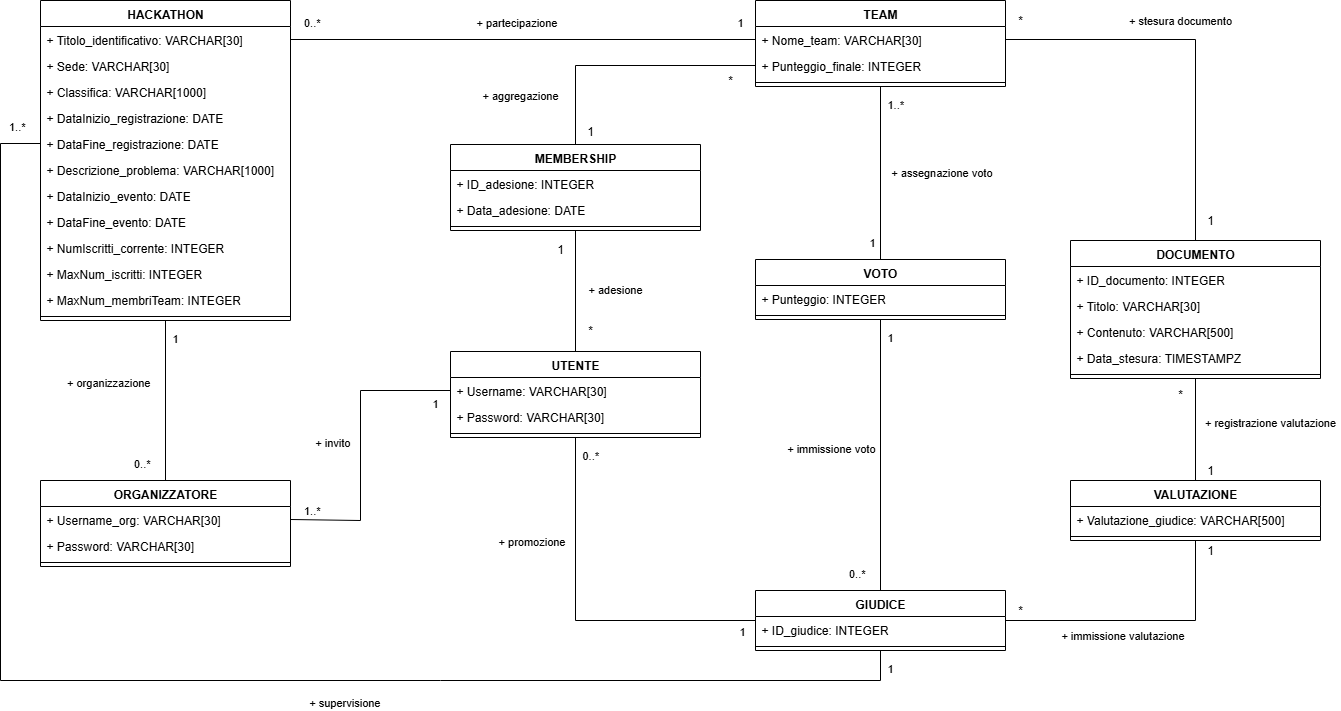 HACKATHON
+ Titolo_identificativo: VARCHAR[30]
+ Sede: VARCHAR[30]
+ Classifica: VARCHAR[1000]
+ DataInizio_registrazione: DATE
+ DataFine_registrazione: DATE
+ Descrizione_problema: VARCHAR[1000]
+ DataInizio_evento: DATE
+ DataFine_evento: DATE
+ NumIscritti_corrente: INTEGER
+ MaxNum_iscritti: INTEGER
+ MaxNum_membriTeam: INTEGER
0..*
+ partecipazione
1
TEAM
+ Nome_team: VARCHAR[30]
+ Punteggio_finale: INTEGER
*
+ stesura documento
1
*
+ aggregazione
1
MEMBERSHIP
+ ID_adesione: INTEGER
+ Data_adesione: DATE
1
+ adesione
*
1..*
+ assegnazione voto
1
VOTO
+ Punteggio: INTEGER
1
+ immissione voto
0..*
DOCUMENTO
+ ID_documento: INTEGER
+ Titolo: VARCHAR[30]
+ Contenuto: VARCHAR[500]
+ Data_stesura: TIMESTAMPZ
*
+ registrazione valutazione
1
VALUTAZIONE
+ Valutazione_giudice: VARCHAR[500]
1
+ immissione valutazione
*
UTENTE
+ Username: VARCHAR[30]
+ Password: VARCHAR[30]
1
+ invito
1..*
0..*
+ promozione
1
1
+ organizzazione
0..*
ORGANIZZATORE
+ Username_org: VARCHAR[30]
+ Password: VARCHAR[30]
GIUDICE
+ ID_giudice: INTEGER
1
+ supervisione
1..*